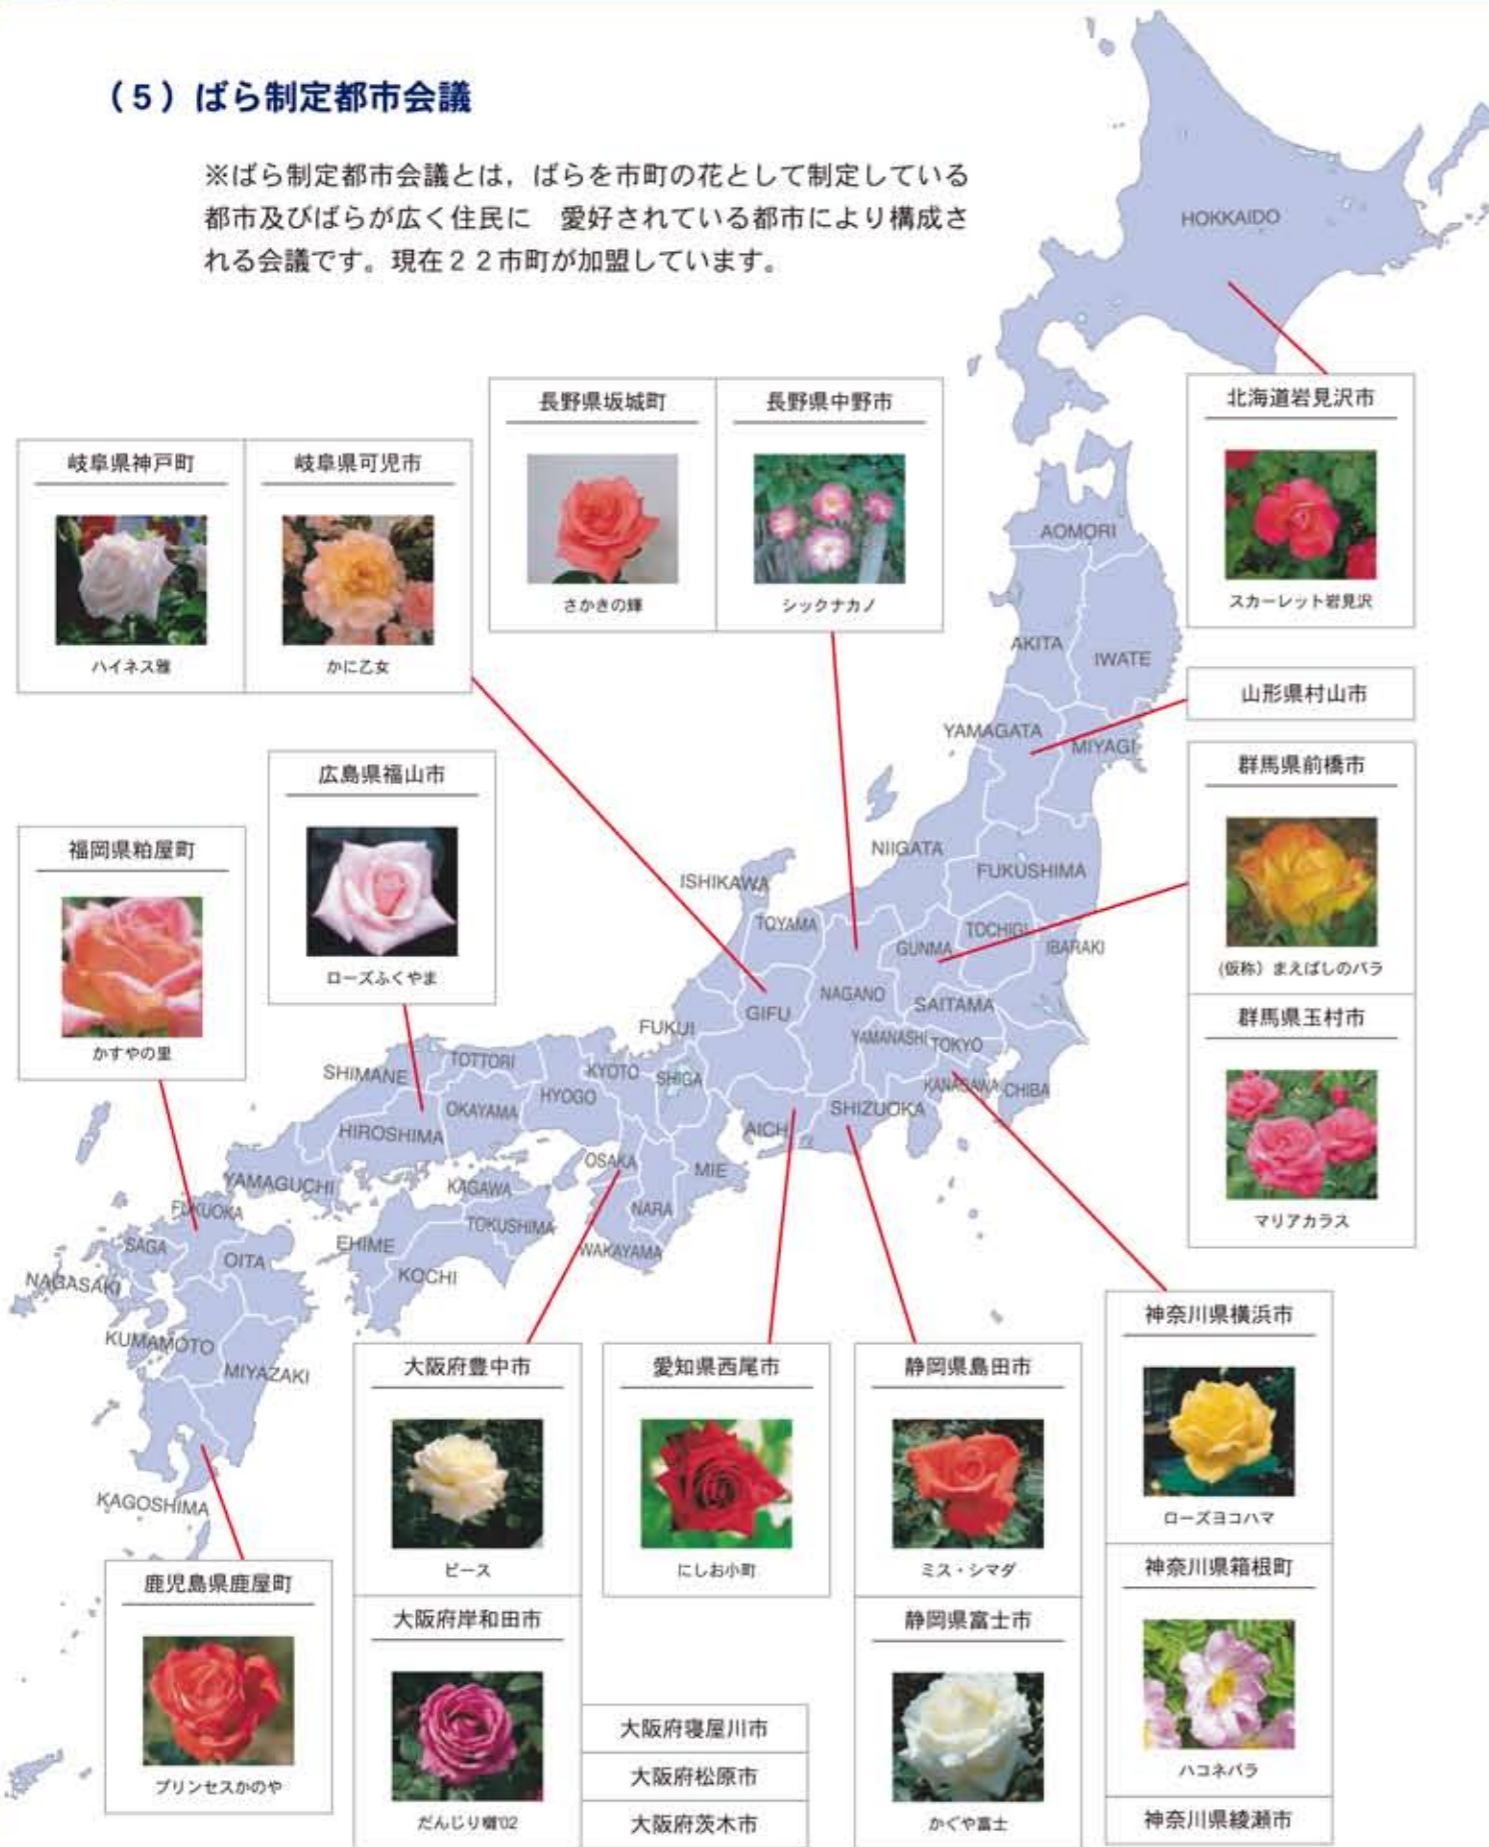 （５）ばら制定都市会議
※ばら制定都市会議とは，ばらを市町の花として制定している
都市及びばらが広く住民に　愛好されている都市により構成さ
れる会議です。現在２２市町が加盟しています。
HOKKAIDO
北海道岩見沢市
スカーレット岩見沢
長野県坂城町
さかきの輝
長野県中野市
シックナカノ
岐阜県神戸町
ハイネス雅
岐阜県可児市
かに乙女
AOMORI
AKITA
IWATE
YAMAGATA
MIYAGI
山形県村山市
群馬県前橋市
(仮称）まえばしのバラ
群馬県玉村市
マリアカラス
広島県福山市
ローズふくやま
福岡県粕屋町
かすやの里
NIIGATA
FUKUSHIMA
ISHIKAWA
TOYAMA
GUNMA
TOCHIGI
IBARAKI
NAGANO
SAITAMA
GIFU
FUKUI
YAMANASHI
TOKYO
KANAGAWA
CHIBA
SHIZUOKA
AICH
SHIGA
KYOTO
HYOGO
TOTTORI
SHIMANE
OKAYAMA
HIROSHIMA
OSAKA
MIE
NARA
WAKAYAMA
YAMAGUCHI
KAGAWA
TOKUSHIMA
EHIME
KOCHI
FUKUOKA
SAGA
OITA
NAGASAKI
KUMAMOTO
MIYAZAKI
KAGOSHIMA
神奈川県横浜市
ローズヨコハマ
神奈川県箱根町
ハコネバラ
神奈川県綾瀬市
大阪府豊中市
ピース
大阪府岸和田市
だんじり囃'02
大阪府寝屋川市
大阪府松原市
大阪府茨木市
愛知県西尾市
にしお小町
静岡県島田市
ミス・シマダ
静岡県富士市
かぐや富士
鹿児島県鹿屋町
プリンセスかのや